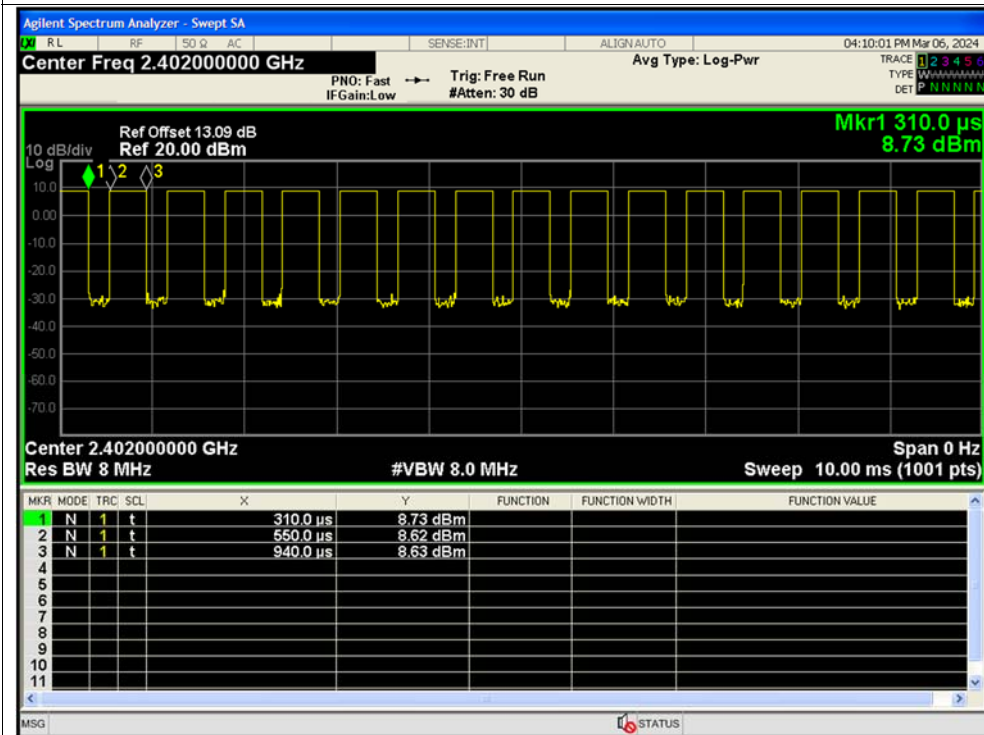 Agilent Spectrum Analyzer - Swept SA
LXI RL RF 50 Ω AC SENSE:INT ALIGN AUTO 04:10:01 PM Mar 06, 2024
Center Freq 2.402000000 GHz Avg Type: Log-Pwr TRACE 1 2 3 4 5 6
PNO: Fast Trig: Free Run TYPE WWWWWW
IFGain:Low #Atten: 30 dB DET P N N N N N
Mkr1 310.0 µs
Ref Offset 13.09 dB
10 dB/div Ref 20.00 dBm 8.73 dBm
Log
1 2 3
10.0
0.00
-10.0
-20.0
-30.0
-40.0
-50.0
-60.0
-70.0
Center 2.402000000 GHz Span 0 Hz
Res BW 8 MHz #VBW 8.0 MHz Sweep 10.00 ms (1001 pts)
MKR MODE TRC SCL X Y FUNCTION FUNCTION WIDTH FUNCTION VALUE
1 N 1 t 310.0 µs 8.73 dBm
2 N 1 t 550.0 µs 8.62 dBm
3 N 1 t 940.0 µs 8.63 dBm
4
5
6
7
8
9
10
11
MSG STATUS